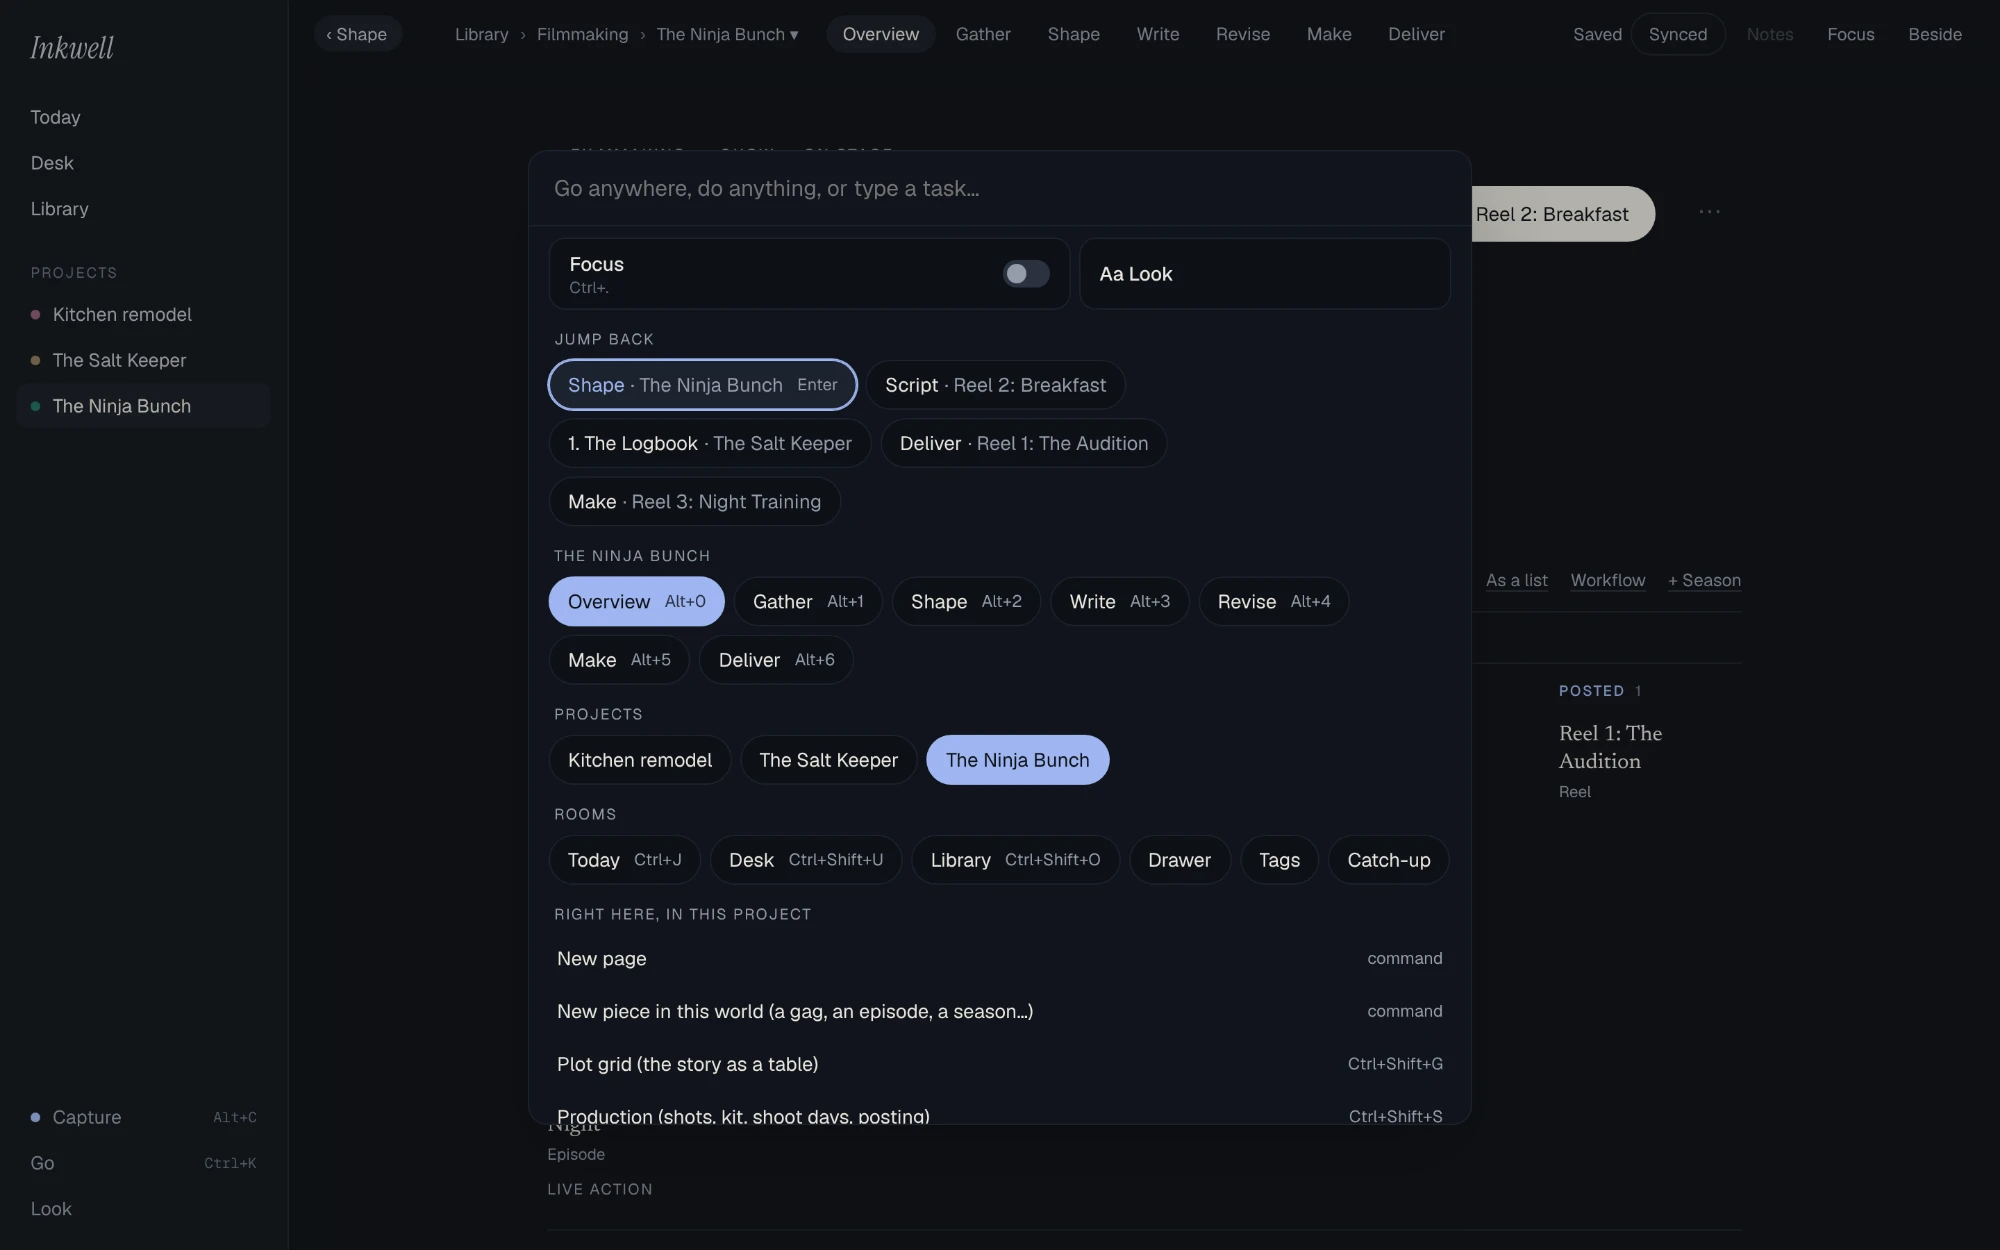 Inkwell
Today
Desk
Library
PROJECTS
Kitchen remodel
The Salt Keeper
The Ninja Bunch
Capture Alt+C
Go Ctrl+K
Look
‹ Shape Library › Filmmaking › The Ninja Bunch ▾ Overview Gather Shape Write Revise Make Deliver Saved Synced Notes Focus Beside
Go anywhere, do anything, or type a task...
Reel 2: Breakfast ...
Focus
Ctrl+.
Aa Look
JUMP BACK
Shape · The Ninja Bunch Enter Script · Reel 2: Breakfast
1. The Logbook · The Salt Keeper Deliver · Reel 1: The Audition
Make · Reel 3: Night Training
THE NINJA BUNCH
Overview Alt+0 Gather Alt+1 Shape Alt+2 Write Alt+3 Revise Alt+4
Make Alt+5 Deliver Alt+6
PROJECTS
Kitchen remodel The Salt Keeper The Ninja Bunch
ROOMS
Today Ctrl+J Desk Ctrl+Shift+U Library Ctrl+Shift+O Drawer Tags Catch-up
RIGHT HERE, IN THIS PROJECT
New page command
New piece in this world (a gag, an episode, a season...) command
Plot grid (the story as a table) Ctrl+Shift+G
Production (shots, kit, shoot days, posting) Ctrl+Shift+S
As a list Workflow + Season
POSTED 1
Reel 1: The
Audition
Reel
Night
Episode
LIVE ACTION